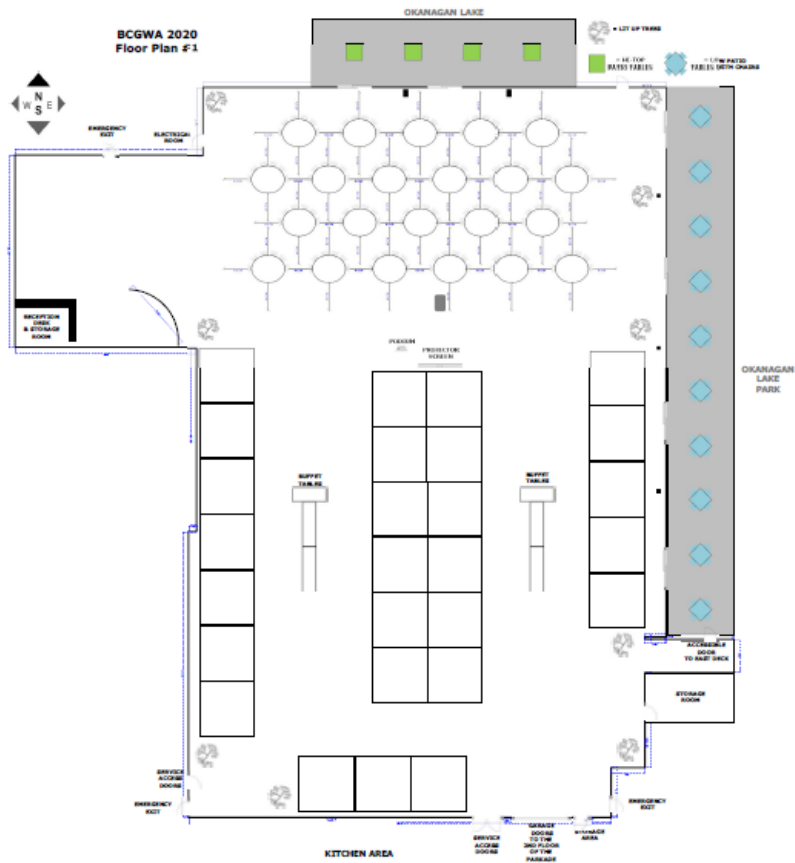 OKANAGAN LAKE
BCGWA 2020
Floor Plan #1
= LIT UP TREES
= HI-TOP
PATIO TABLES
PATIO
TABLES WITH CHAIRS
N
W E
S
EMERGENCY
EXIT
ELECTRICAL
ROOM
RECEPTION
DESK
& STORAGE
ROOM
PODIUM
PROJECTOR
SCREEN
OKANAGAN
LAKE
PARK
BUFFET
TABLES
BUFFET
TABLES
ACCESSIBLE
DOOR
TO EAST DECK
STORAGE
ROOM
SERVICE
ACCESS
DOORS
EMERGENCY
EXIT
EMERGENCY
EXIT
SERVICE
ACCESS
DOORS
GARAGE
DOORS
TO THE
2ND FLOOR
OF THE
PARKADE
AREA
KITCHEN AREA